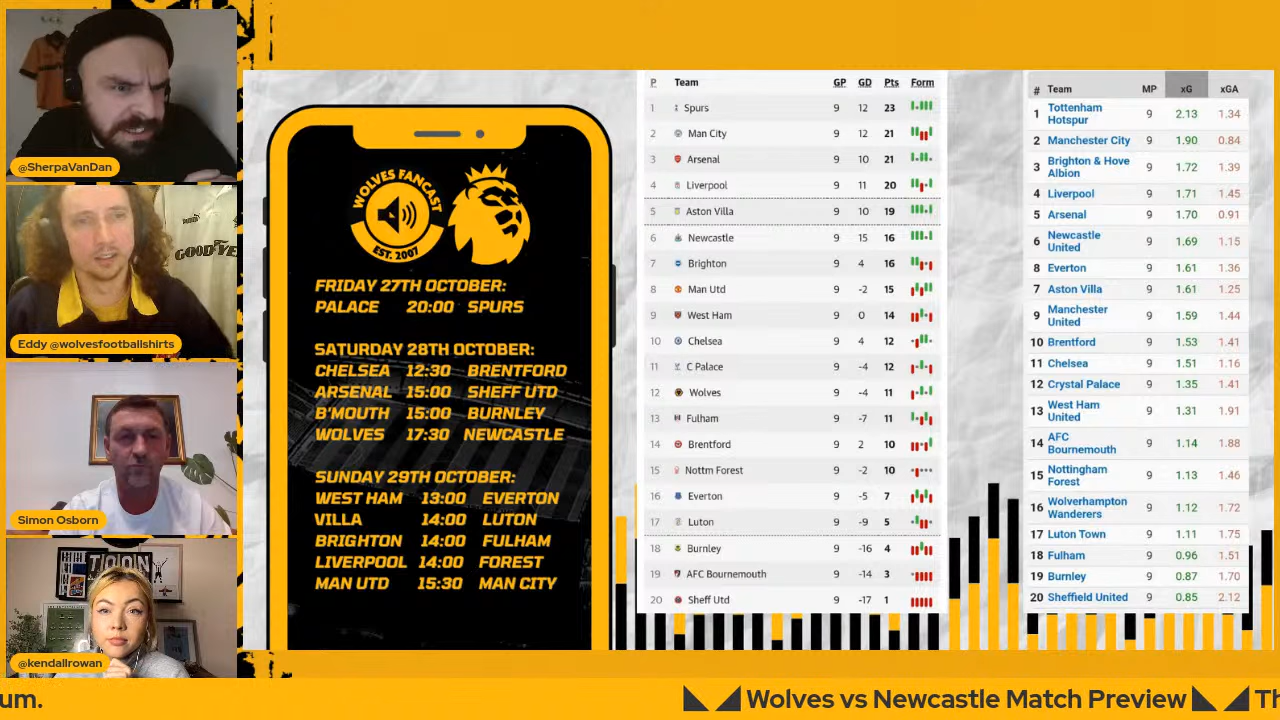 @SherpaVanDan
GOODYE
Eddy @wolvesfootballshirts
Simon Osborn
TOON
@kendallrowan
WOLVES FANCAST
EST. 2007
FRIDAY 27TH OCTOBER:
PALACE 20:00 SPURS
SATURDAY 28TH OCTOBER:
CHELSEA 12:30 BRENTFORD
ARSENAL 15:00 SHEFF UTD
B'MOUTH 15:00 BURNLEY
WOLVES 17:30 NEWCASTLE
SUNDAY 29TH OCTOBER:
WEST HAM 13:00 EVERTON
VILLA 14:00 LUTON
BRIGHTON 14:00 FULHAM
LIVERPOOL 14:00 FOREST
MAN UTD 15:30 MAN CITY
P Team GP GD Pts Form
1 Spurs 9 12 23
2 Man City 9 12 21
3 Arsenal 9 10 21
4 Liverpool 9 11 20
5 Aston Villa 9 10 19
6 Newcastle 9 15 16
7 Brighton 9 4 16
8 Man Utd 9 -2 15
9 West Ham 9 0 14
10 Chelsea 9 4 12
11 C Palace 9 -4 12
12 Wolves 9 -4 11
13 Fulham 9 -7 11
14 Brentford 9 2 10
15 Nottm Forest 9 -2 10
16 Everton 9 -5 7
17 Luton 9 -9 5
18 Burnley 9 -16 4
19 AFC Bournemouth 9 -14 3
20 Sheff Utd 9 -17 1
# Team MP xG xGA
1 Tottenham Hotspur 9 2.13 1.34
2 Manchester City 9 1.90 0.84
3 Brighton & Hove Albion 9 1.72 1.39
4 Liverpool 9 1.71 1.45
5 Arsenal 9 1.70 0.91
6 Newcastle United 9 1.69 1.15
8 Everton 9 1.61 1.36
7 Aston Villa 9 1.61 1.25
9 Manchester United 9 1.59 1.44
10 Brentford 9 1.53 1.41
11 Chelsea 9 1.51 1.16
12 Crystal Palace 9 1.35 1.41
13 West Ham United 9 1.31 1.91
14 AFC Bournemouth 9 1.14 1.88
15 Nottingham Forest 9 1.13 1.46
16 Wolverhampton Wanderers 9 1.12 1.72
17 Luton Town 9 1.11 1.75
18 Fulham 9 0.96 1.51
19 Burnley 9 0.87 1.70
20 Sheffield United 9 0.85 2.12
um. Wolves vs Newcastle Match Preview Th